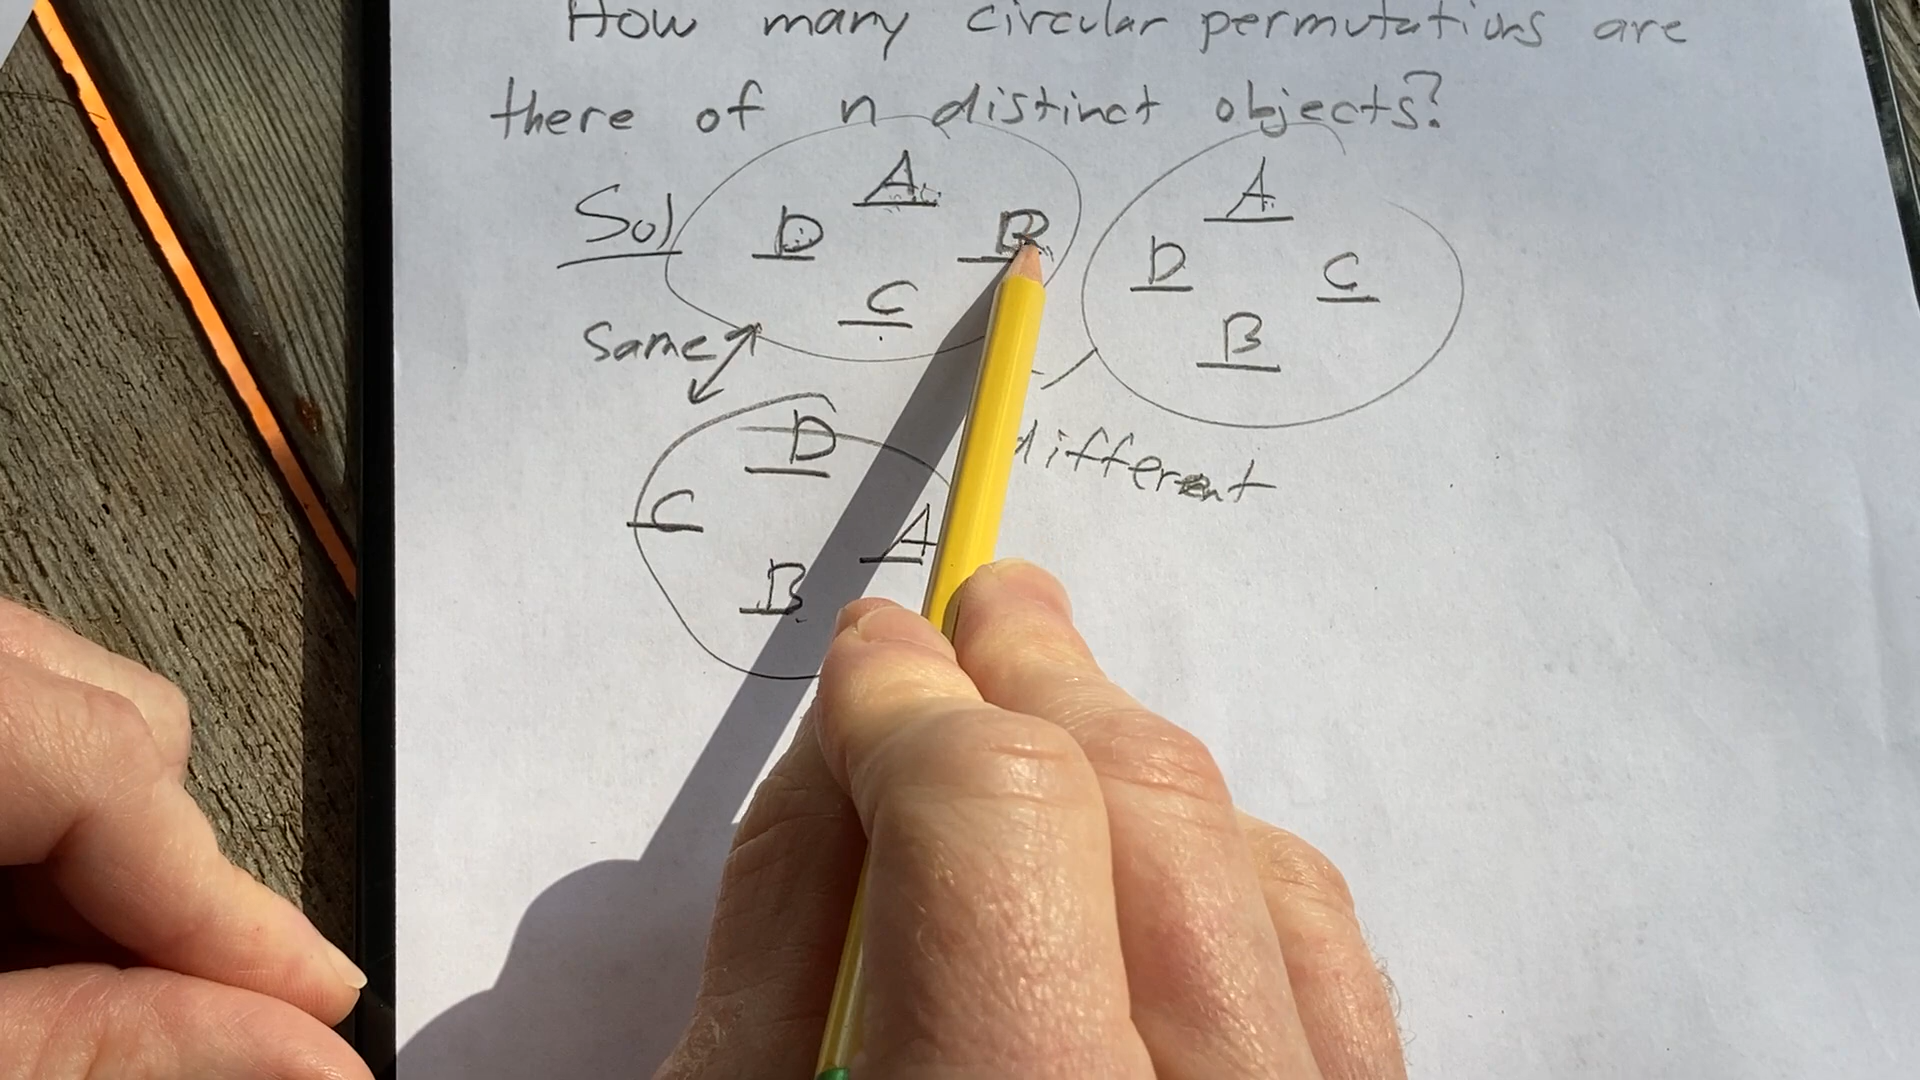 How many circular permutations are
there of n distinct objects?
Sol
A
D B
C
A
D C
B
Same
different
D
C A
B